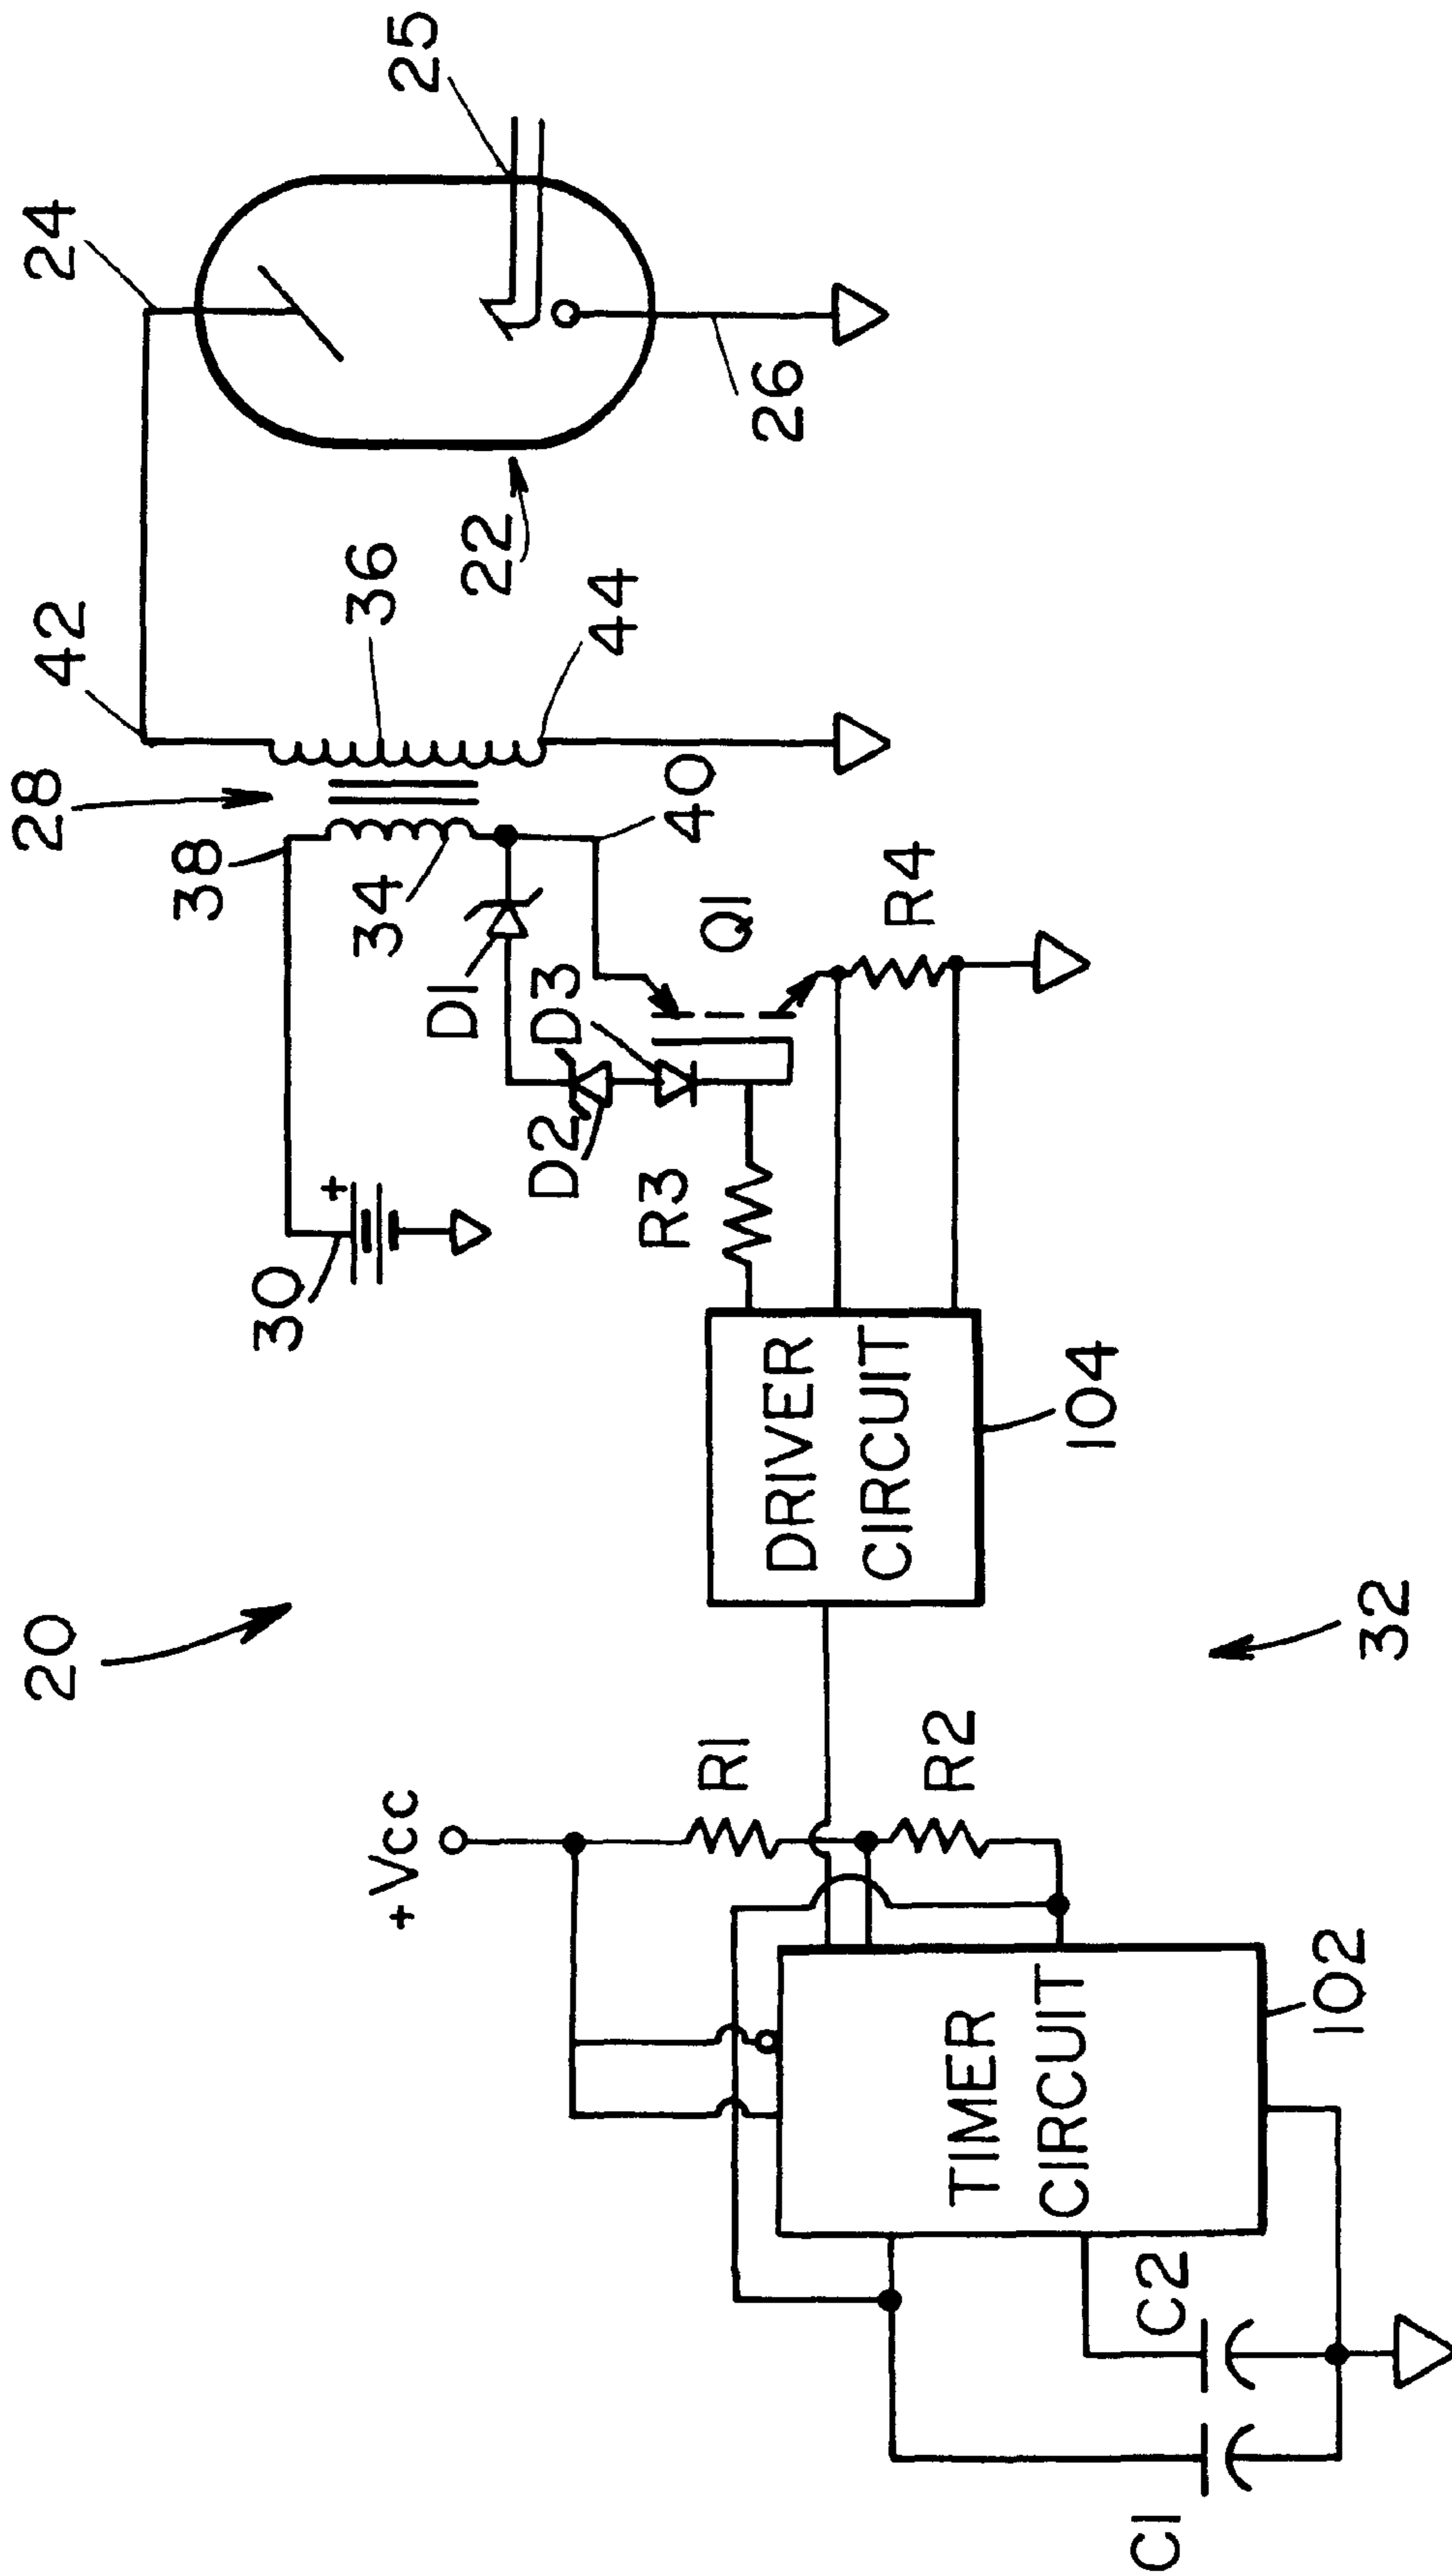 20
+Vcc
R1
R2
TIMER
CIRCUIT
102
C1
C2
32
DRIVER
CIRCUIT
104
30
+
R3
D2
D3
D1
Q1
R4
38
34
40
28
42
36
44
22
24
25
26